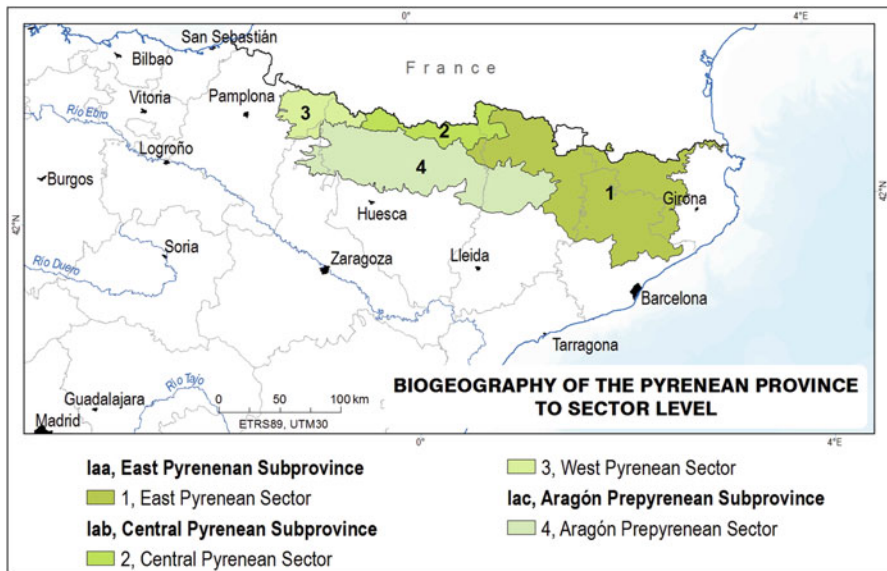 0°
4°E
San Sebastián
Bilbao
France
Vitoria
Pamplona
Río Ebro
3
2
Logroño
4
Burgos
1
Girona
Huesca
42°N
42°N
Soria
Lleida
Zaragoza
Río Duero
Barcelona
Tarragona
BIOGEOGRAPHY OF THE PYRENEAN PROVINCE
TO SECTOR LEVEL
Guadalajara
Río Tajo
0 50 100 km
ETRS89, UTM30
Madrid
0°
4°E
Iaa, East Pyrenenan Subprovince
1, East Pyrenean Sector
Iab, Central Pyrenean Subprovince
2, Central Pyrenean Sector
3, West Pyrenean Sector
Iac, Aragón Prepyrenean Subprovince
4, Aragón Prepyrenean Sector